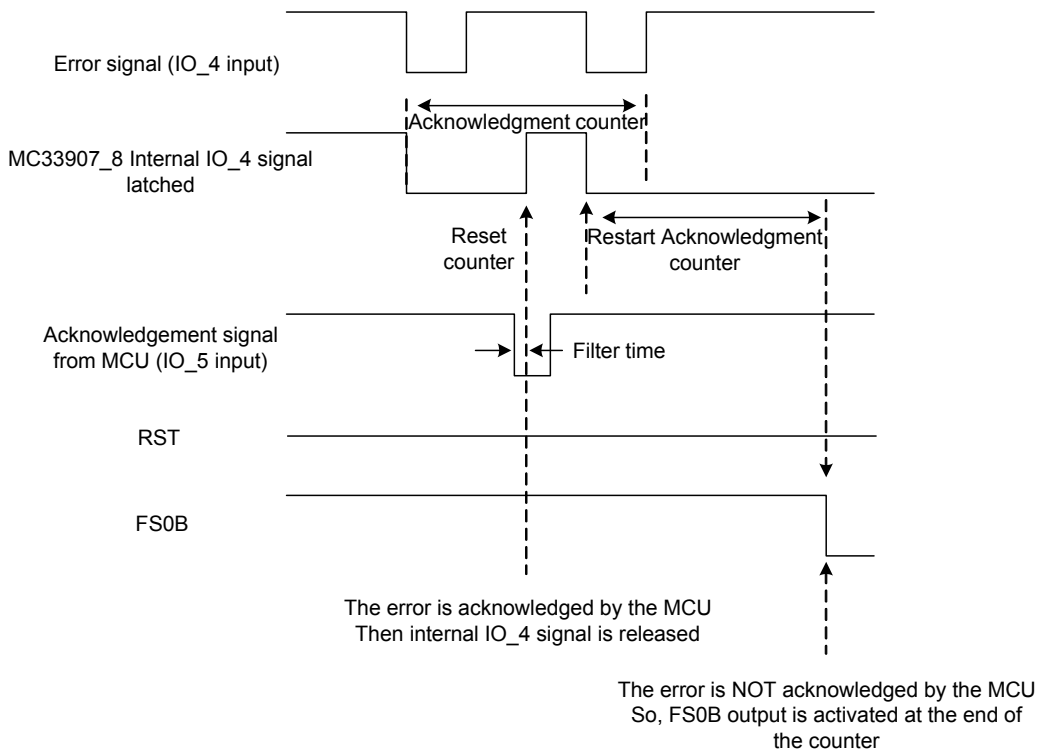 Error signal (IO_4 input)
Acknowledgment counter
MC33907_8 Internal IO_4 signal
latched
Reset
counter
Restart Acknowledgment
counter
Acknowledgement signal
from MCU (IO_5 input)
Filter time
RST
FS0B
The error is acknowledged by the MCU
Then internal IO_4 signal is released
The error is NOT acknowledged by the MCU
So, FS0B output is activated at the end of
the counter